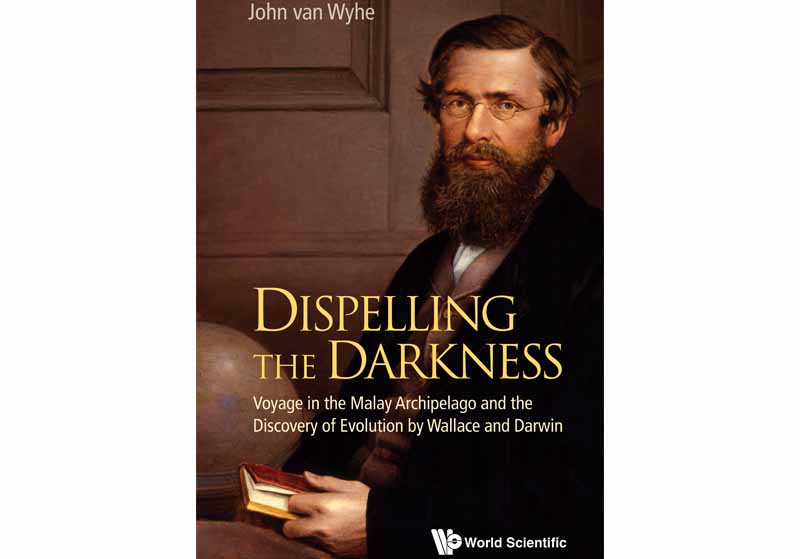 John van Wyhe
DISPELLING
THE DARKNESS
Voyage in the Malay Archipelago and the
Discovery of Evolution by Wallace and Darwin
World Scientific